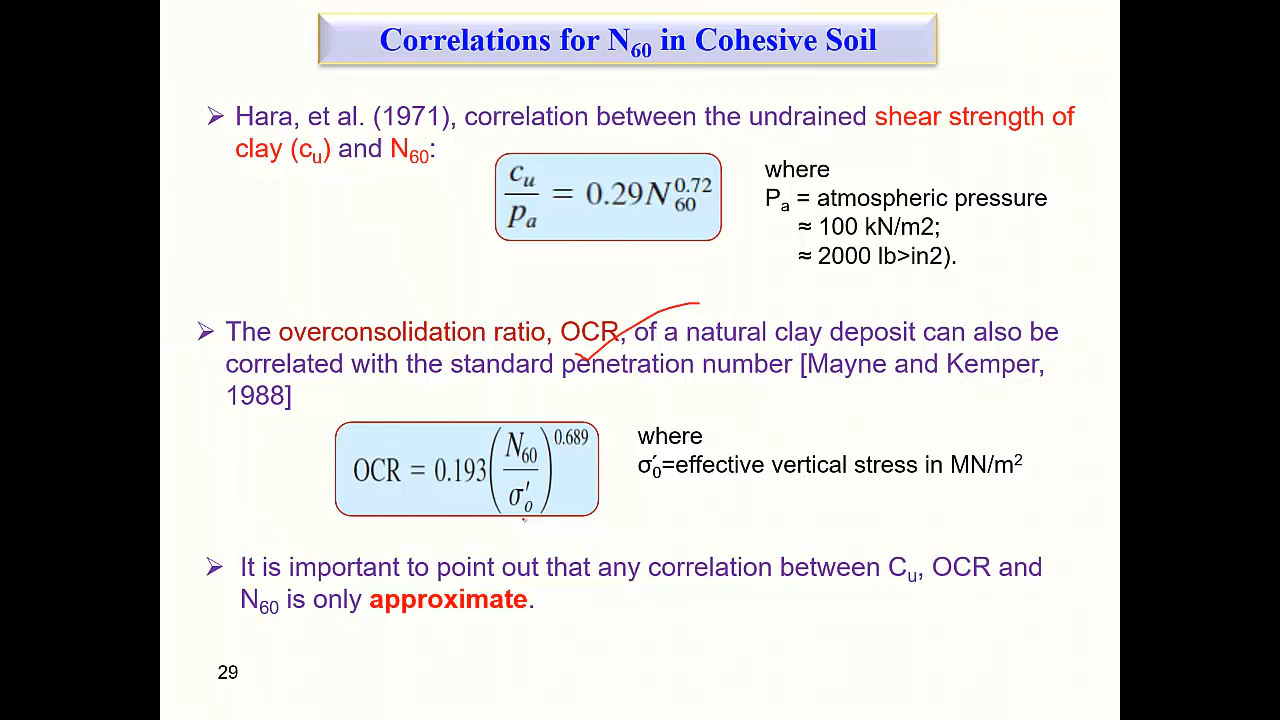 Correlations for N60 in Cohesive Soil
➢ Hara, et al. (1971), correlation between the undrained shear strength of
clay (cu) and N60:
cu/pa = 0.29N60^0.72
where
Pa = atmospheric pressure
≈ 100 kN/m2;
≈ 2000 lb>in2).
➢ The overconsolidation ratio, OCR, of a natural clay deposit can also be
correlated with the standard penetration number [Mayne and Kemper,
1988]
OCR = 0.193(N60/σ′o)^0.689
where
σ′0=effective vertical stress in MN/m²
➢ It is important to point out that any correlation between Cu, OCR and
N60 is only approximate.
29